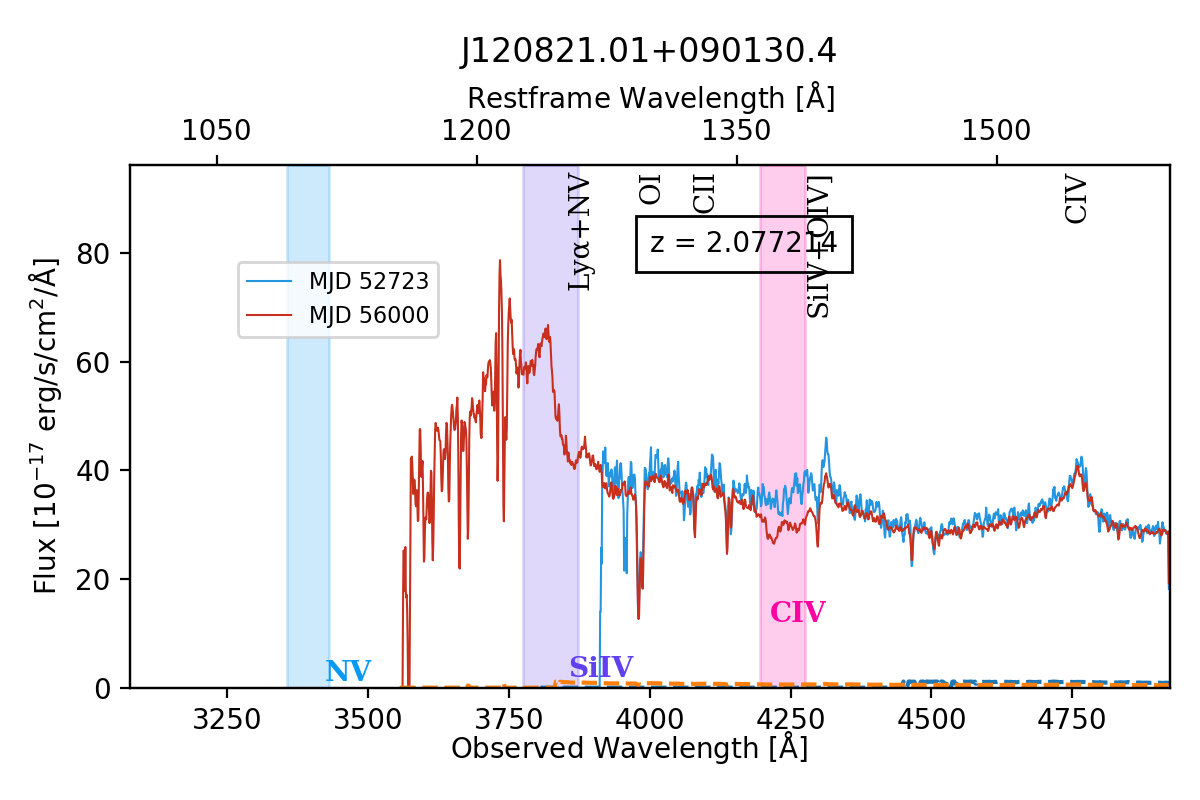 J120821.01+090130.4
Restframe Wavelength [Å]
1050 1200 1350 1500
Lyα+NV
OI
CII
SiIV+OIV]
CIV
z = 2.077214
MJD 52723
MJD 56000
80
60
40
20
0
Flux [10⁻¹⁷ erg/s/cm²/Å]
CIV
SiIV
NV
3250 3500 3750 4000 4250 4500 4750
Observed Wavelength [Å]